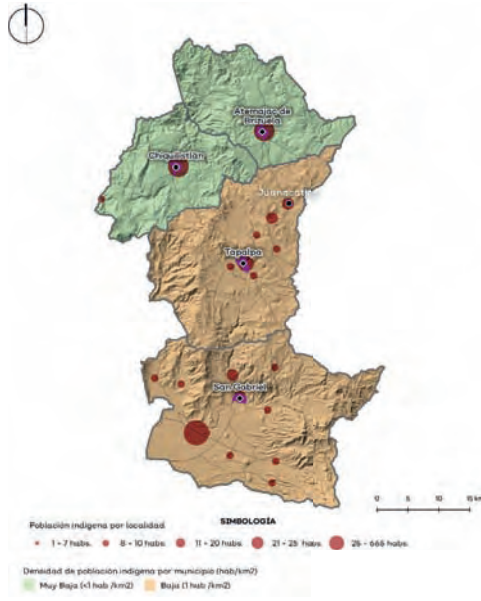 Atemajac de
Brizuela
Chiquilistlán
Juanacatlán
Tapalpa
San Gabriel
0 5 10 15 km
SIMBOLOGÍA
Población indígena por localidad
1 - 7 habs. 8 - 10 habs. 11 - 20 habs. 21 - 25 habs. 26 - 665 habs.
Densidad de población indígena por municipio (hab/km2)
Muy Baja (<1 hab /km2) Baja (1 hab /km2)